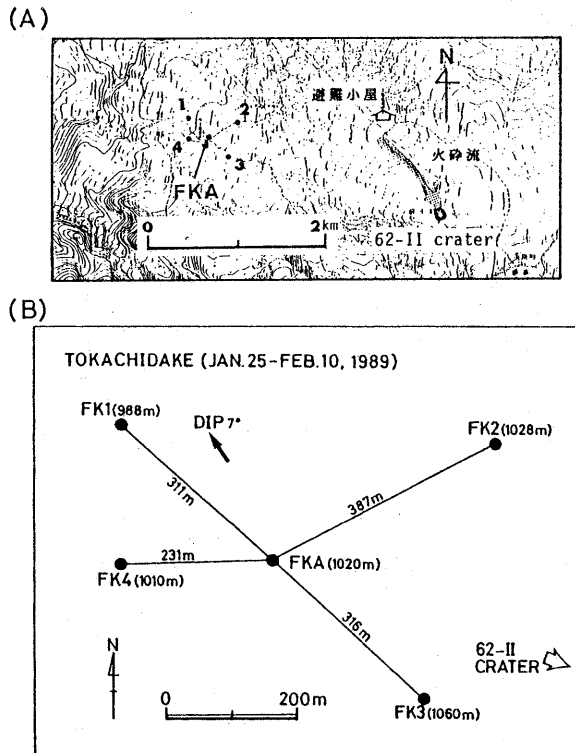 (A)
N
避難小屋
1
2
火砕流
4
3
FKA
0
2km
62-II crater
(B)
TOKACHIDAKE (JAN.25-FEB.10, 1989)
FK1(988m)
DIP 7°
FK2(1028m)
311m
387m
231m
FKA(1020m)
FK4(1010m)
316m
N
62-II
CRATER
0
200m
FK3(1060m)